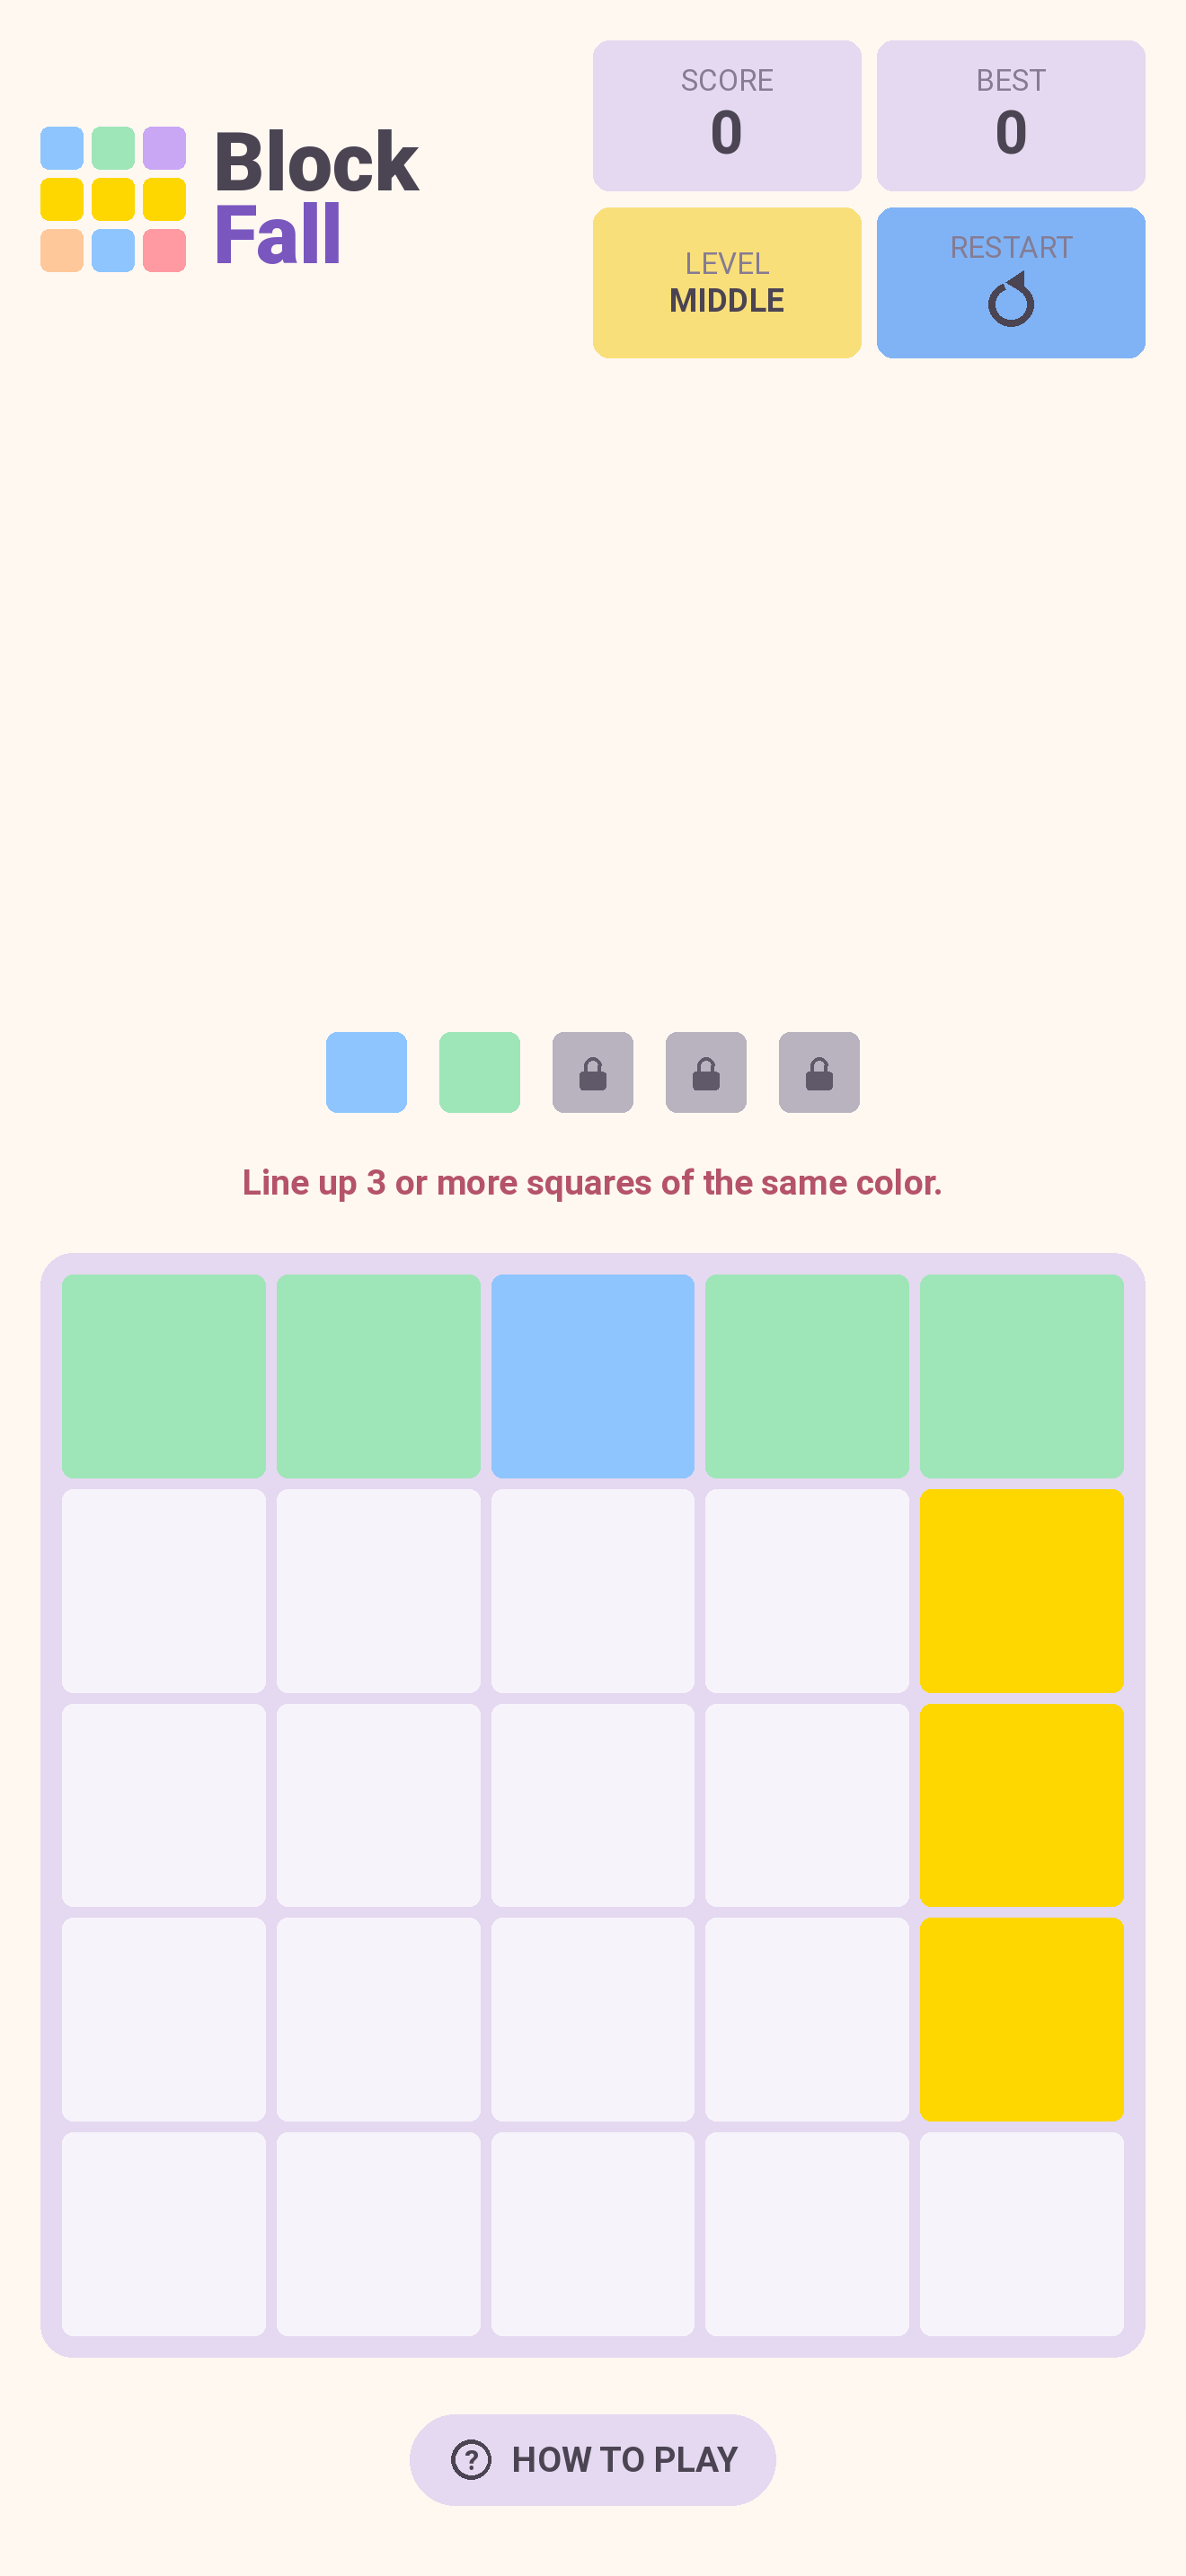 Block
Fall
SCORE
0
BEST
0
LEVEL
MIDDLE
RESTART
Line up 3 or more squares of the same color.
? HOW TO PLAY